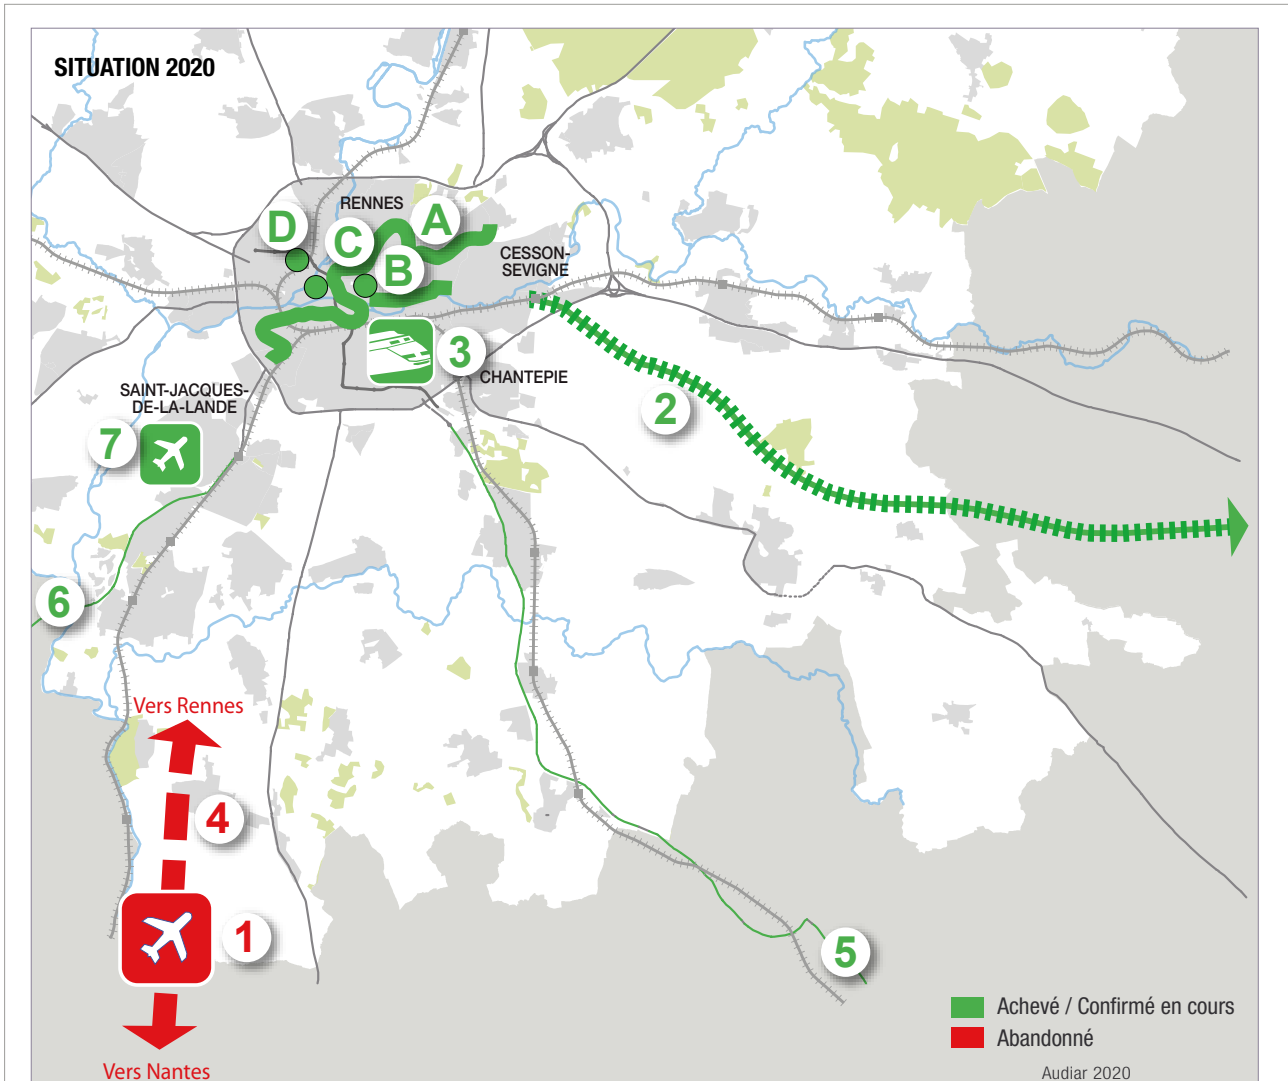 SITUATION 2020
RENNES
A
D
C
B
CESSON-
SEVIGNE
3
CHANTEPIE
SAINT-JACQUES-
DE-LA-LANDE
2
7
6
Vers Rennes
4
1
5
Vers Nantes
Achevé / Confirmé en cours
Abandonné
Audiar 2020